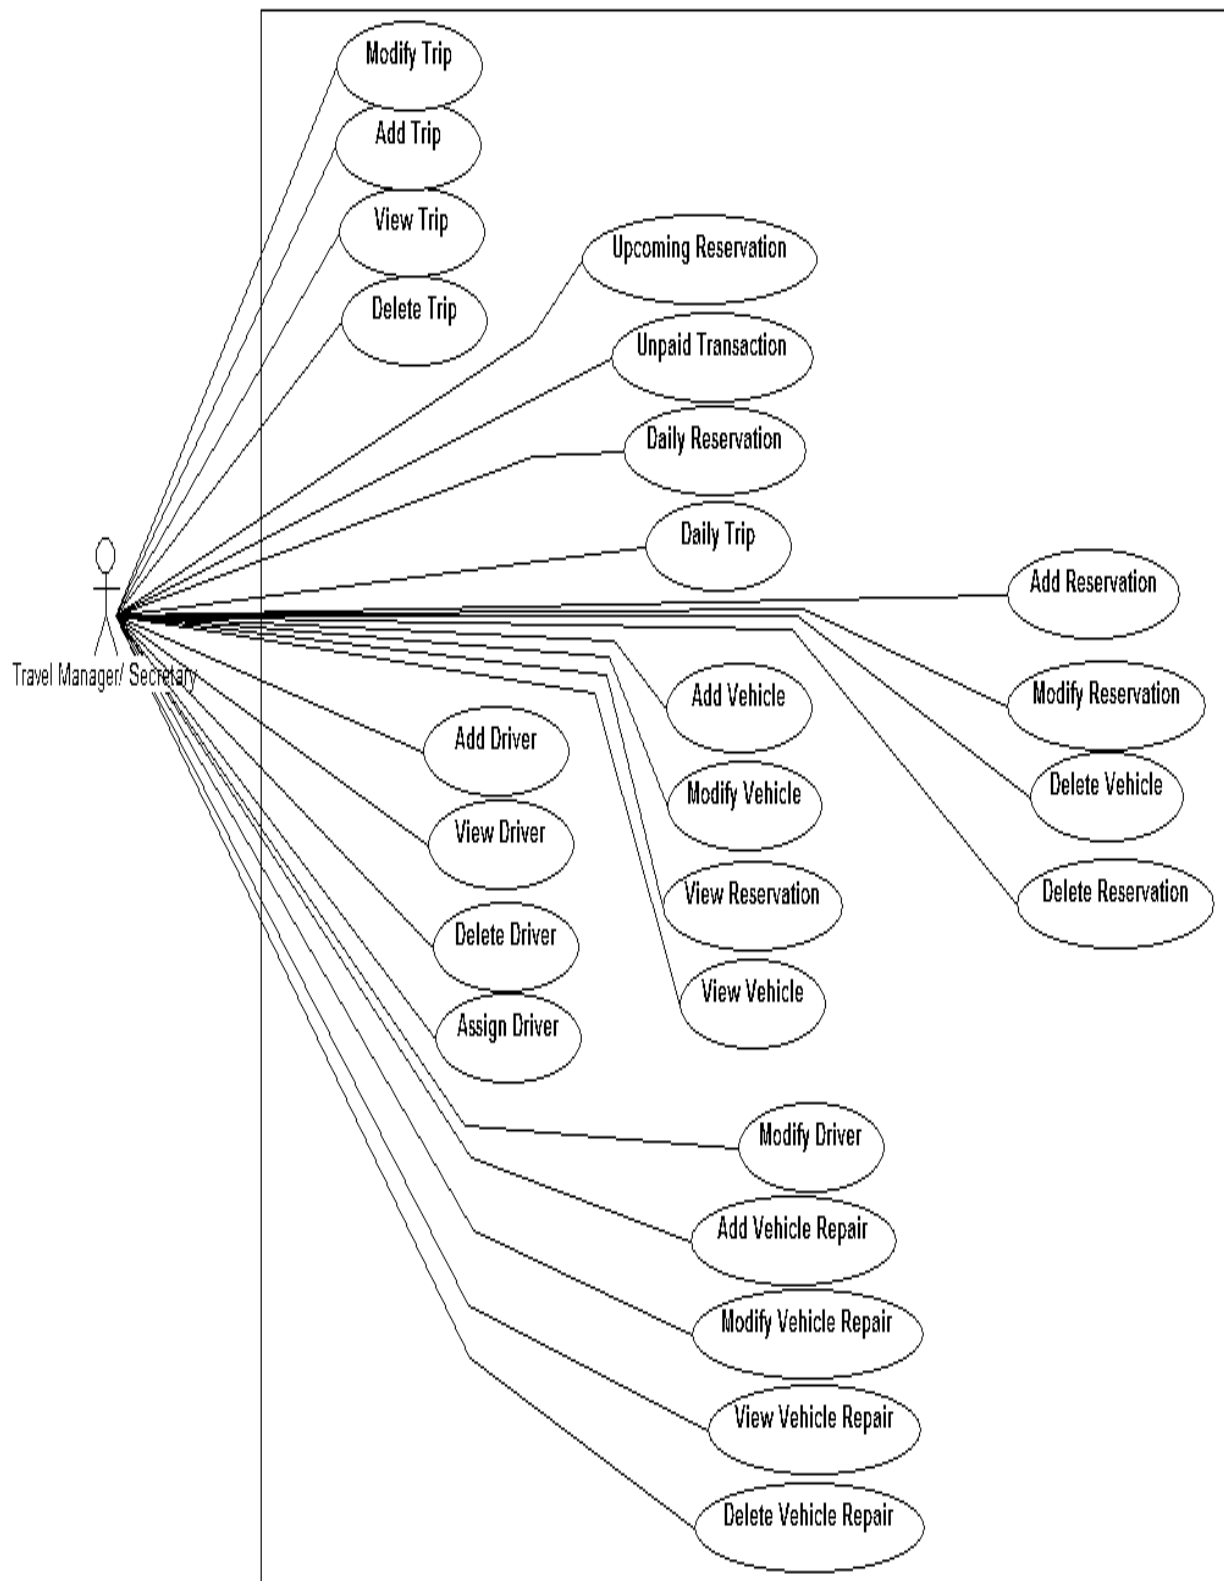 Modify Trip
Add Trip
View Trip
Delete Trip
Upcoming Reservation
Unpaid Transaction
Daily Reservation
Daily Trip
Add Reservation
Travel Manager/ Secretary
Add Vehicle
Modify Reservation
Add Driver
Delete Vehicle
Modify Vehicle
View Driver
View Reservation
Delete Reservation
Delete Driver
View Vehicle
Assign Driver
Modify Driver
Add Vehicle Repair
Modify Vehicle Repair
View Vehicle Repair
Delete Vehicle Repair